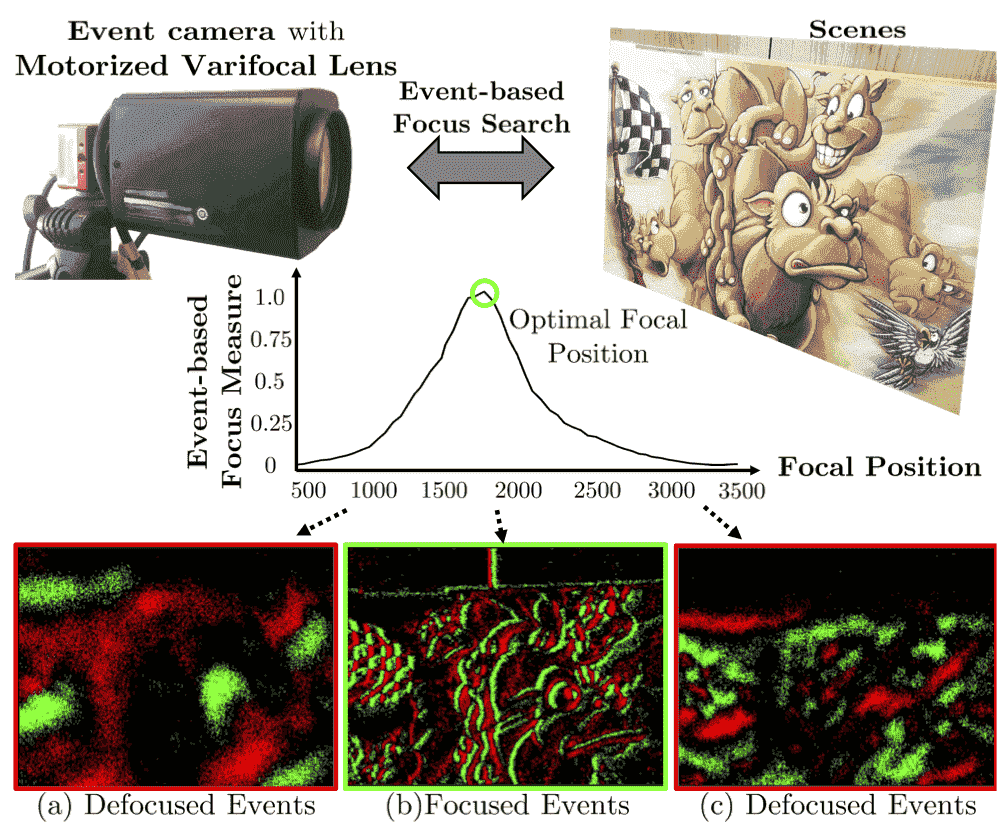 Event camera with
Motorized Varifocal Lens
Scenes
Event-based
Focus Search
Event-based
Focus Measure
1.0
0.75
0.5
0.25
0
Optimal Focal
Position
500 1000 1500 2000 2500 3000 3500
Focal Position
(a) Defocused Events
(b)Focused Events
(c) Defocused Events